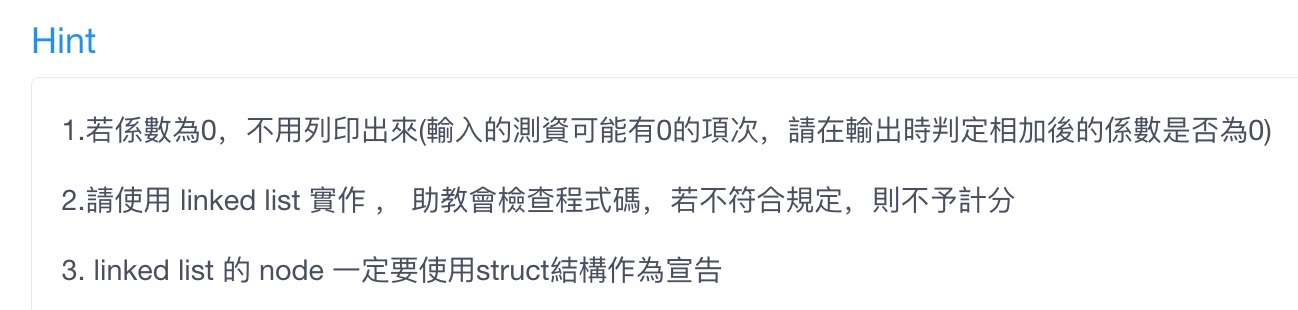 Hint
1.若係數為0，不用列印出來(輸入的測資可能有0的項次，請在輸出時判定相加後的係數是否為0)
2.請使用 linked list 實作 ， 助教會檢查程式碼，若不符合規定，則不予計分
3. linked list 的 node 一定要使用struct結構作為宣告